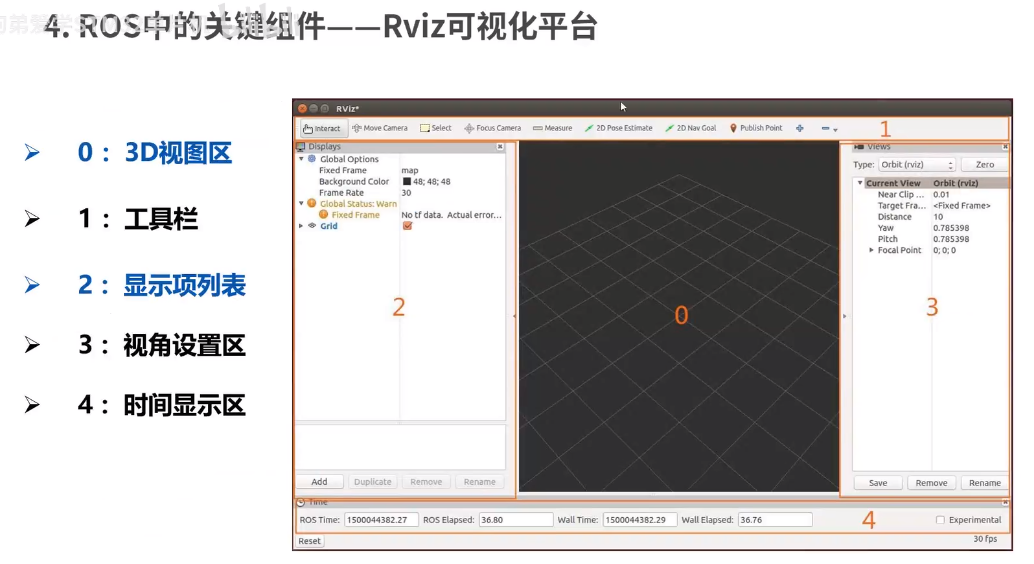 4. ROS中的关键组件——Rviz可视化平台
➢ 0：3D视图区
➢ 1：工具栏
➢ 2：显示项列表
➢ 3：视角设置区
➢ 4：时间显示区
RViz*
Interact Move Camera Select Focus Camera Measure 2D Pose Estimate 2D Nav Goal Publish Point
1
Displays
Global Options
Fixed Frame map
Background Color 48; 48; 48
Frame Rate 30
Global Status: Warn
Fixed Frame No tf data. Actual error...
Grid
2
Add Duplicate Remove Rename
0
Views
Type: Orbit (rviz) Zero
Current View Orbit (rviz)
Near Clip ... 0.01
Target Fra... <Fixed Frame>
Distance 10
Yaw 0.785398
Pitch 0.785398
Focal Point 0; 0; 0
3
Save Remove Rename
Time
ROS Time: 1500044382.27 ROS Elapsed: 36.80 Wall Time: 1500044382.29 Wall Elapsed: 36.76 Experimental
4
Reset 30 fps